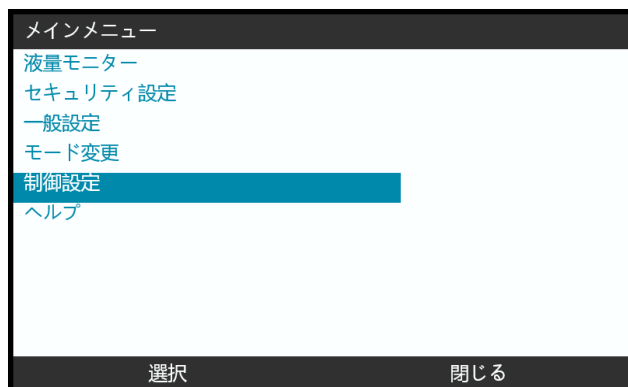 メインメニュー
液量モニター
セキュリティ設定
一般設定
モード変更
制御設定
ヘルプ
選択
閉じる